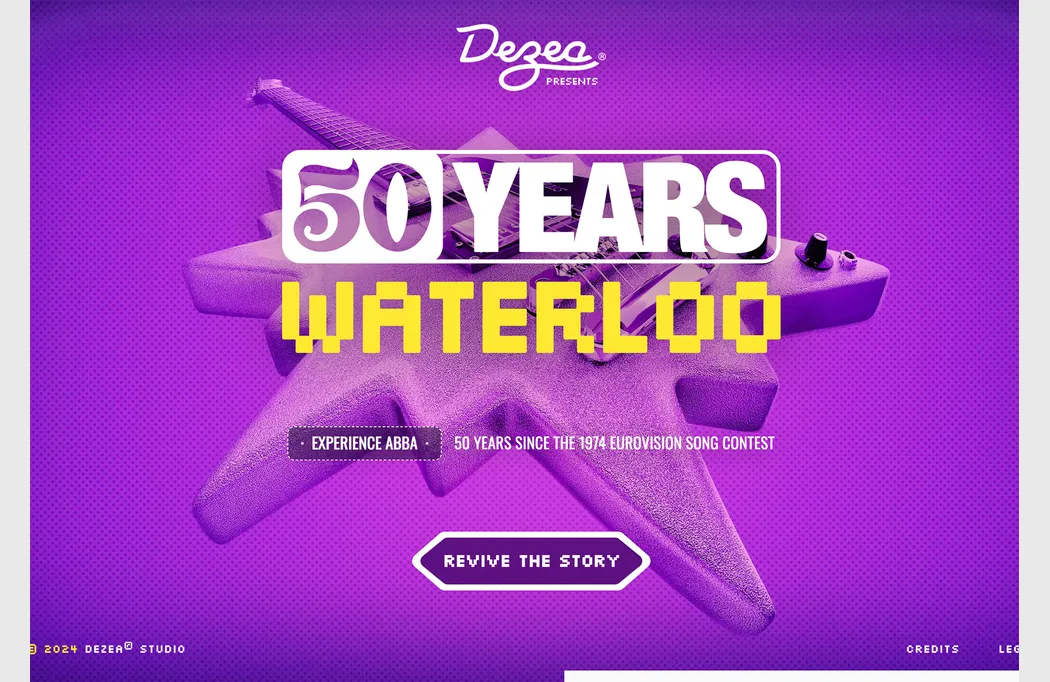 Dezea®
PRESENTS
50 YEARS
WATERLOO
· EXPERIENCE ABBA · 50 YEARS SINCE THE 1974 EUROVISION SONG CONTEST
REVIVE THE STORY
© 2024 DEZEA® STUDIO
CREDITS